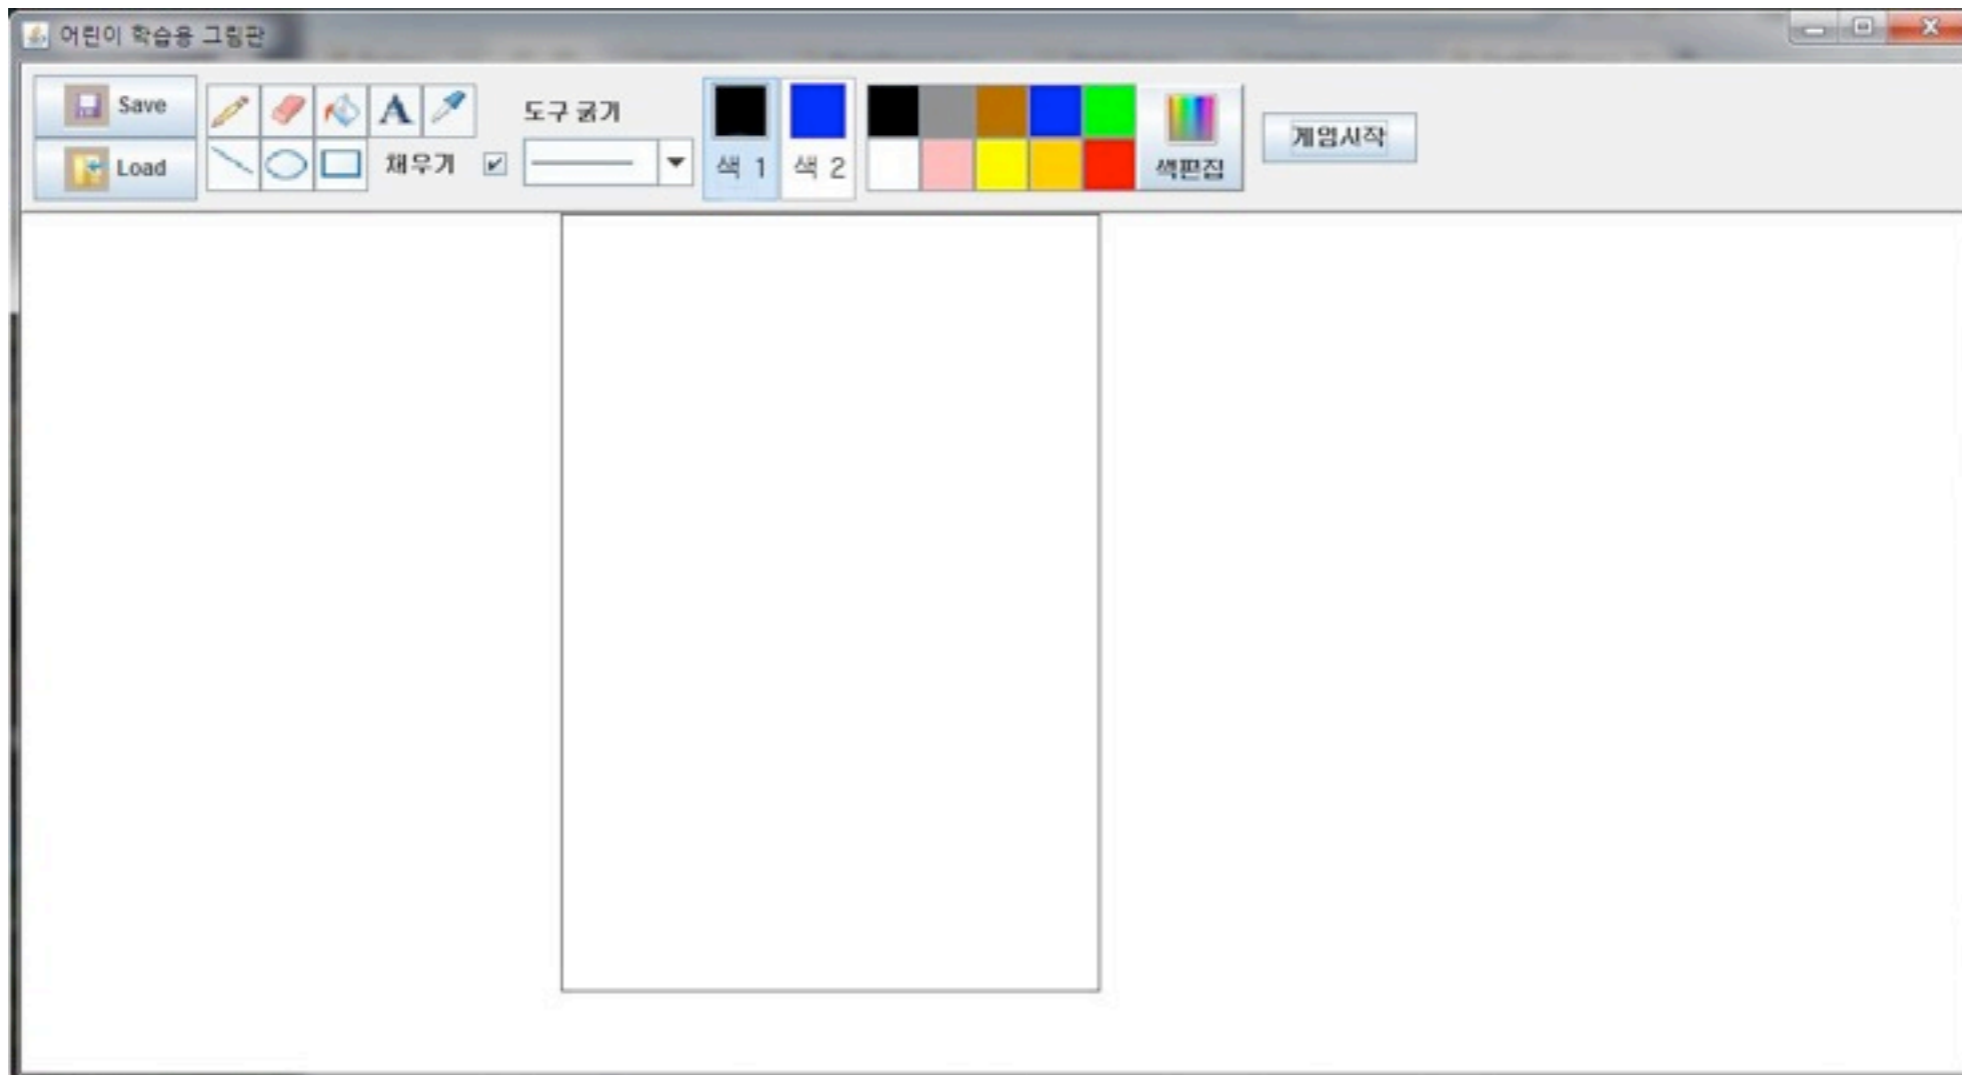 어린이 학습용 그림판
Save
Load
A
채우기
도구 굵기
색 1
색 2
색편집
게임시작